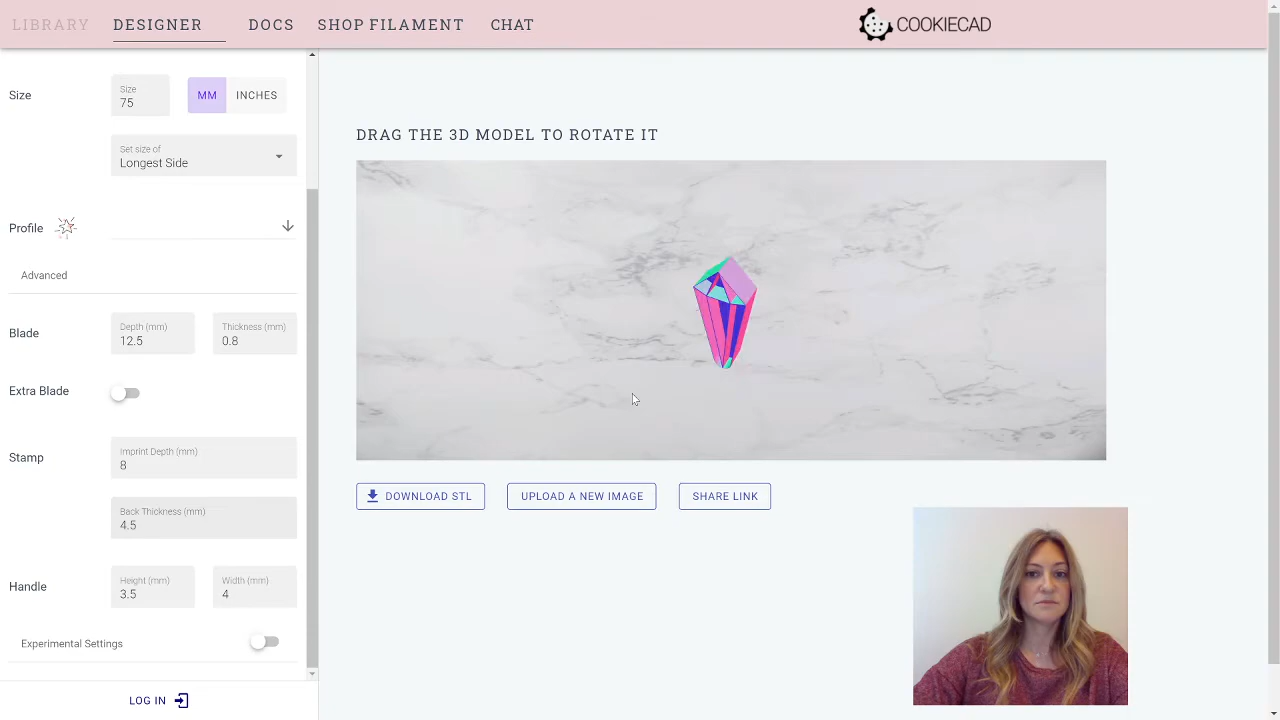 LIBRARY DESIGNER DOCS SHOP FILAMENT CHAT COOKIECAD
Size Size 75 MM INCHES
Set size of
Longest Side
Profile
Advanced
Blade Depth (mm) 12.5 Thickness (mm) 0.8
Extra Blade
Stamp Imprint Depth (mm) 8
Back Thickness (mm)
4.5
Handle Height (mm) 3.5 Width (mm) 4
Experimental Settings
LOG IN
DRAG THE 3D MODEL TO ROTATE IT
DOWNLOAD STL UPLOAD A NEW IMAGE SHARE LINK